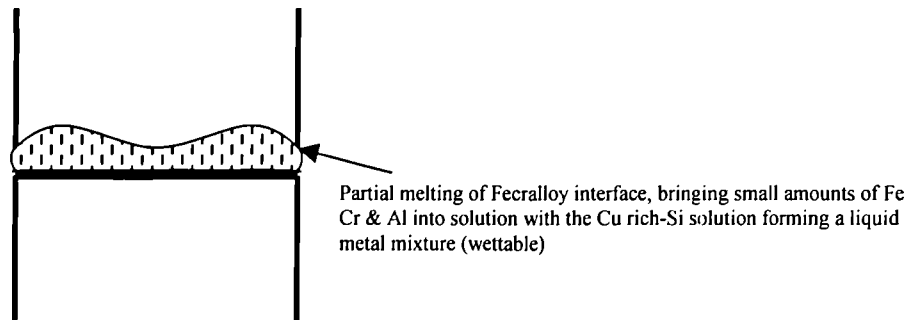 Partial melting of Fecralloy interface, bringing small amounts of Fe
Cr & Al into solution with the Cu rich-Si solution forming a liquid
metal mixture (wettable)